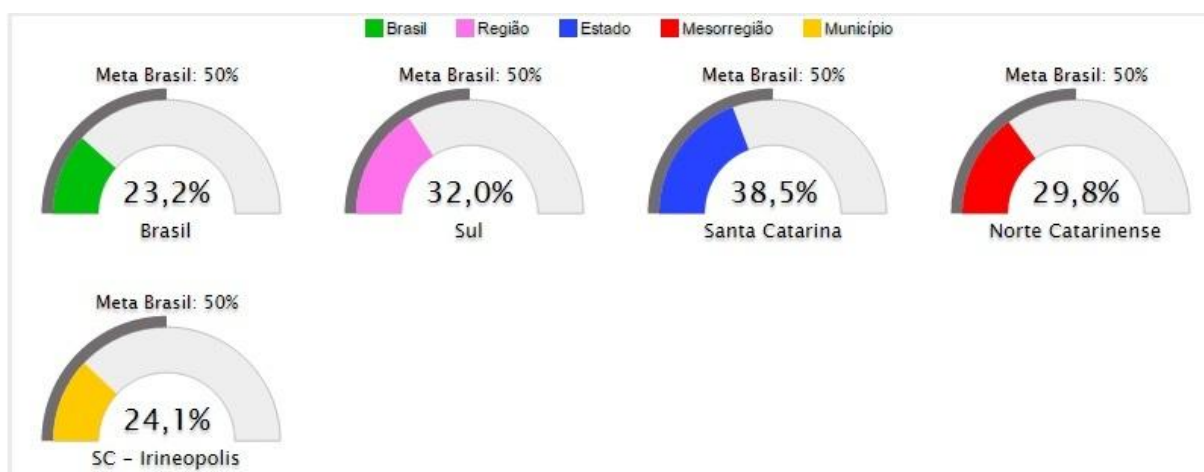 Brasil Região Estado Mesorregião Município
Meta Brasil: 50% Meta Brasil: 50% Meta Brasil: 50% Meta Brasil: 50%
23,2% 32,0% 38,5% 29,8%
Brasil Sul Santa Catarina Norte Catarinense
Meta Brasil: 50%
24,1%
SC - Irineopolis